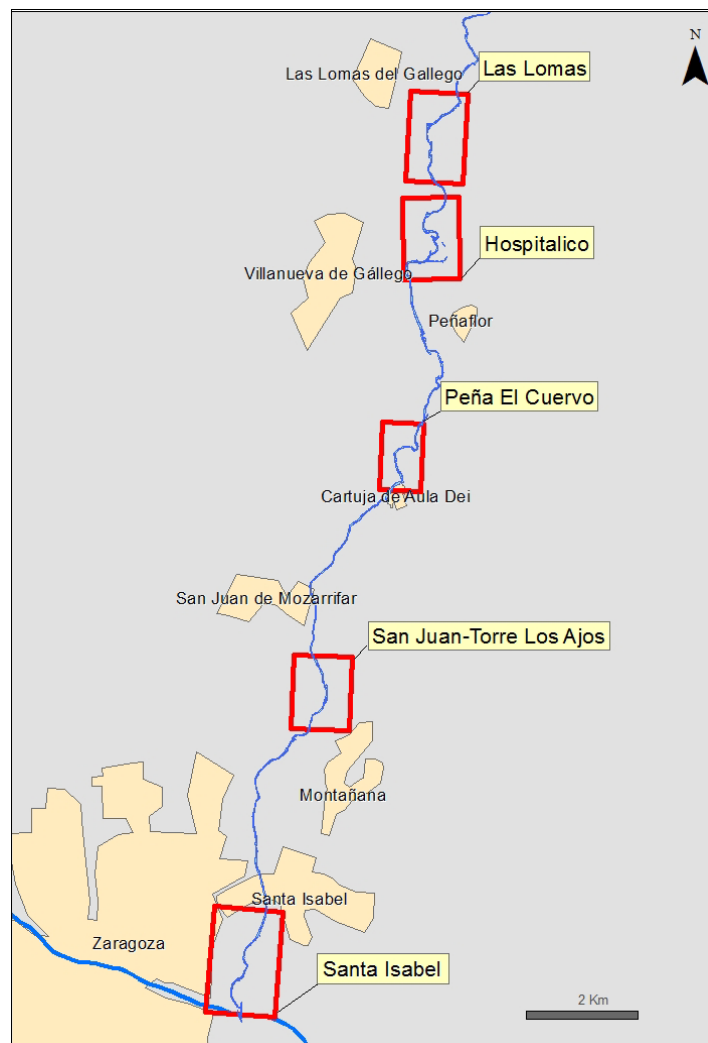 N
Las Lomas
Las Lomas del Gallego
Hospitalico
Villanueva de Gállego
Peñaflor
Peña El Cuervo
Cartuja de Aula Dei
San Juan de Mozarrifar
San Juan-Torre Los Ajos
Montañana
Santa Isabel
Zaragoza
Santa Isabel
2 Km